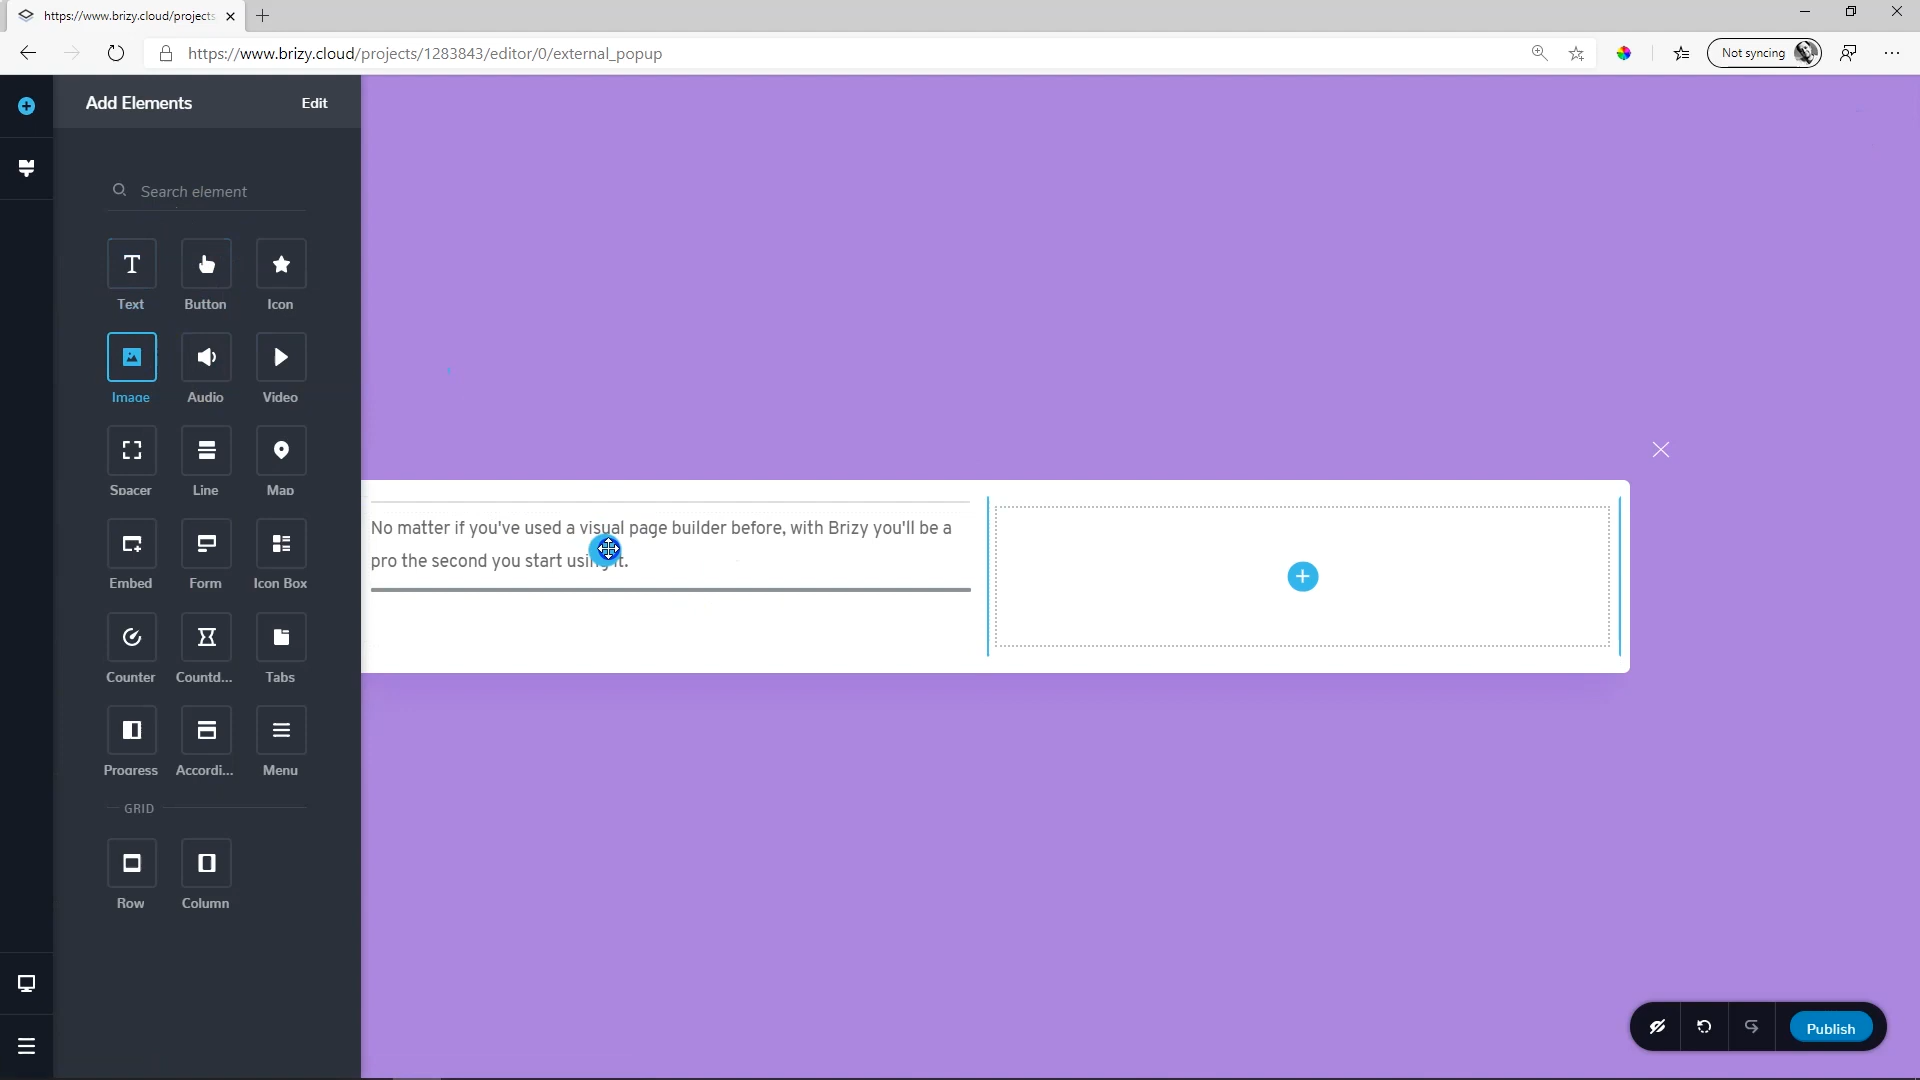 https://www.brizy.cloud/projects
https://www.brizy.cloud/projects/1283843/editor/0/external_popup
Not syncing
Add Elements
Edit
Search element
Text
Button
Icon
Image
Audio
Video
Spacer
Line
Map
Embed
Form
Icon Box
Counter
Countd...
Tabs
Progress
Accordi...
Menu
GRID
Row
Column
No matter if you've used a visual page builder before, with Brizy you'll be a
pro the second you start using it.
Publish